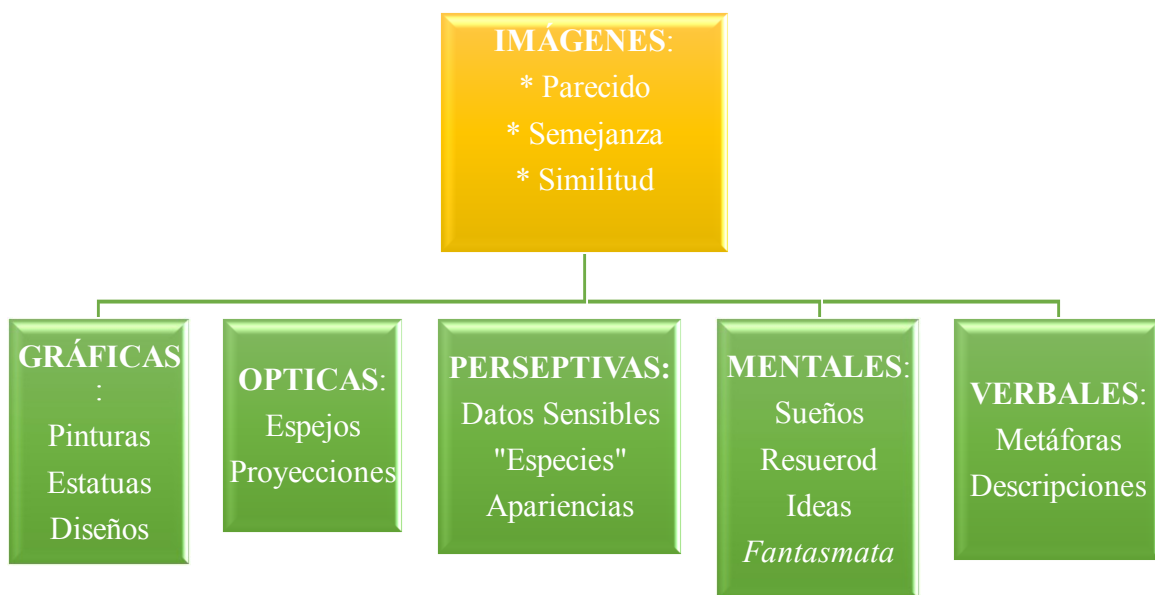 IMÁGENES:
* Parecido
* Semejanza
* Similitud
GRÁFICAS
:
Pinturas
Estatuas
Diseños
OPTICAS:
Espejos
Proyecciones
PERSEPTIVAS:
Datos Sensibles
"Especies"
Apariencias
MENTALES:
Sueños
Resuerod
Ideas
Fantasmata
VERBALES:
Metáforas
Descripciones